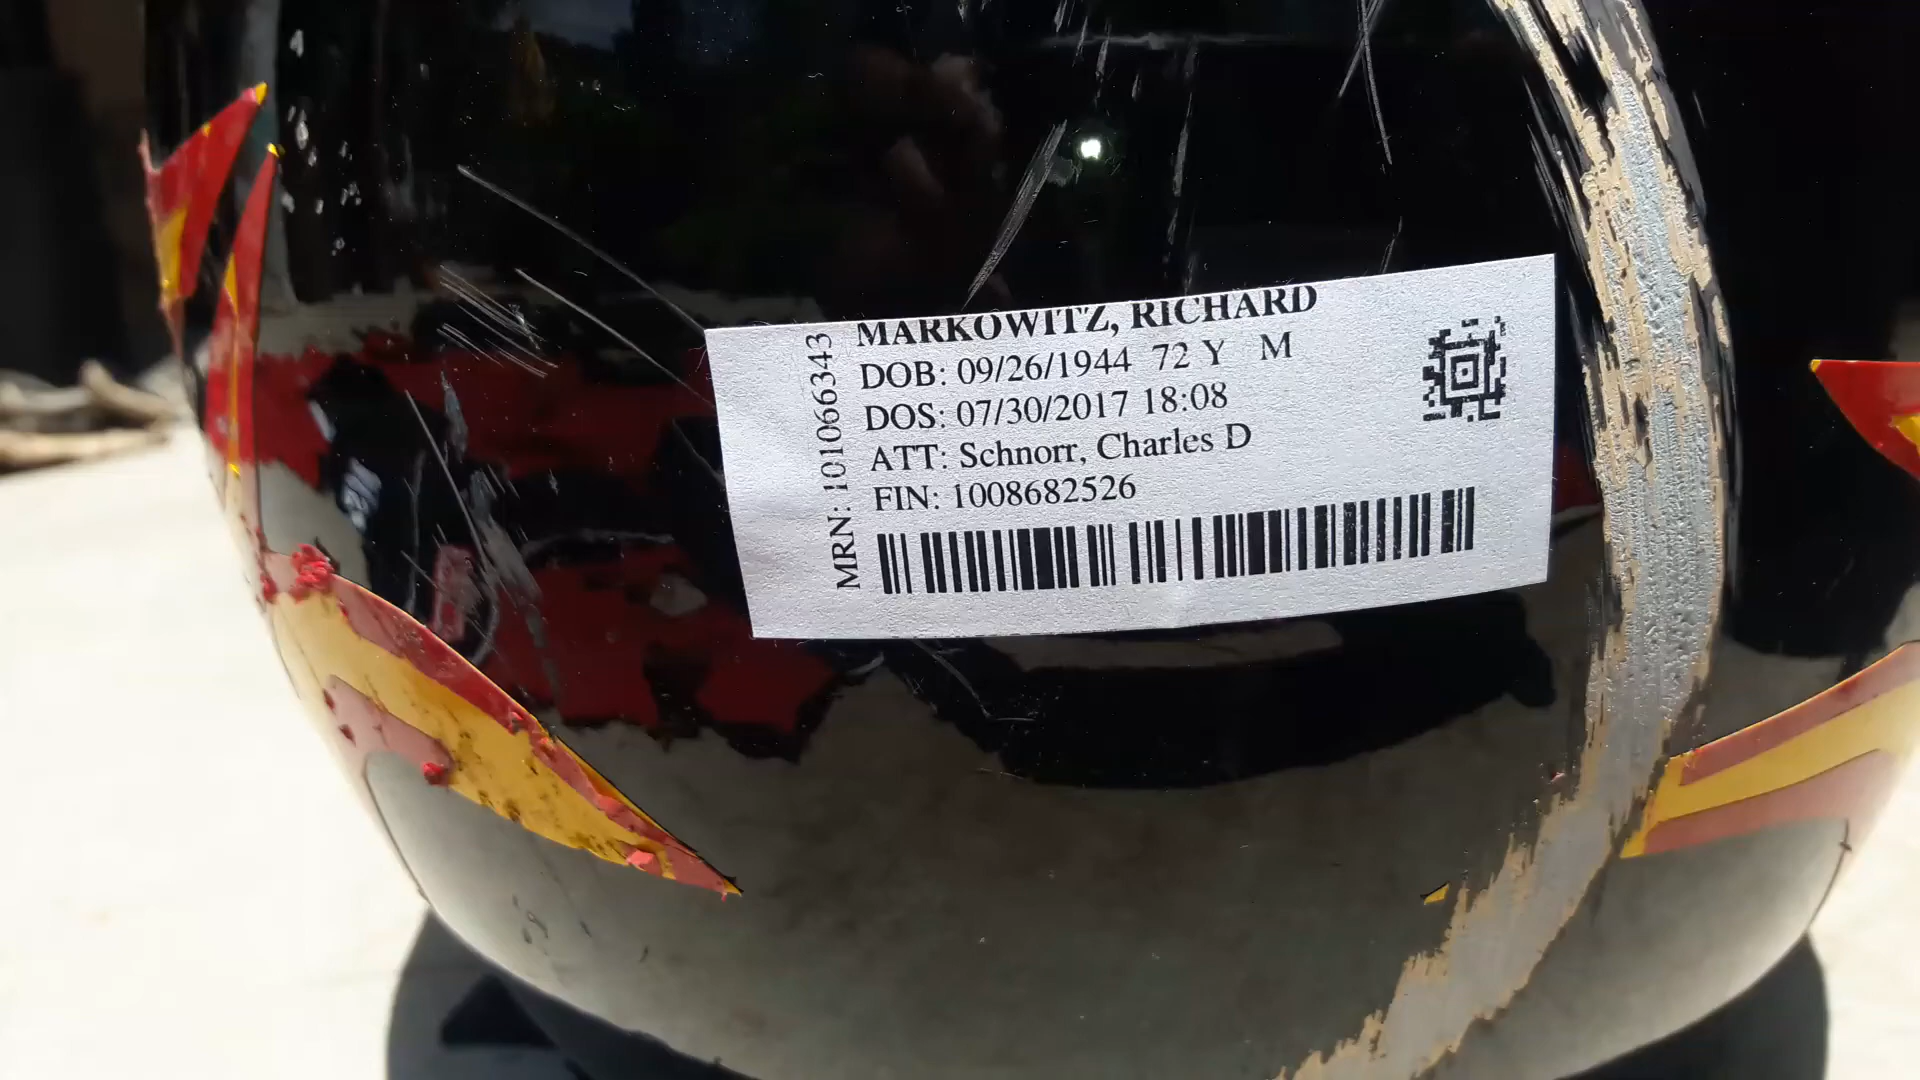 MARKOWITZ, RICHARD
DOB: 09/26/1944 72 Y M
DOS: 07/30/2017 18:08
ATT: Schnorr, Charles D
FIN: 1008682526
MRN: 101066343